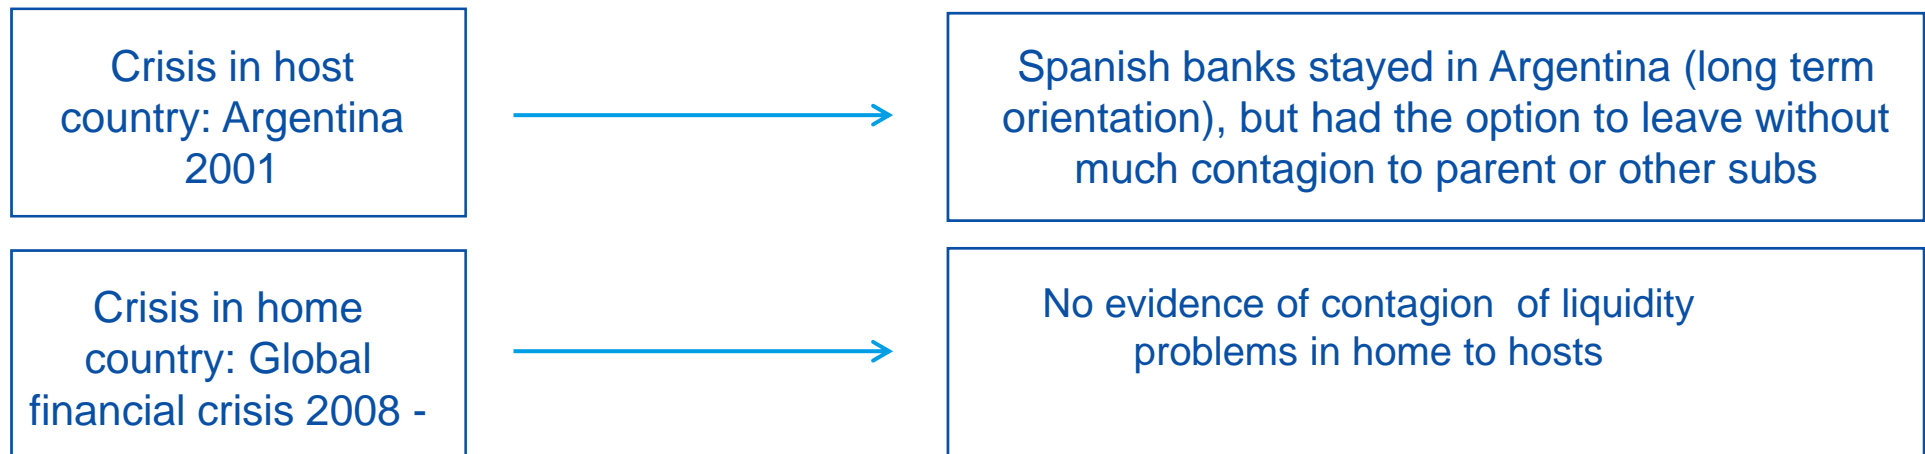 Crisis in host
country: Argentina
2001
Spanish banks stayed in Argentina (long term
orientation), but had the option to leave without
much contagion to parent or other subs
Crisis in home
country: Global
financial crisis 2008 -
No evidence of contagion  of liquidity
problems in home to hosts